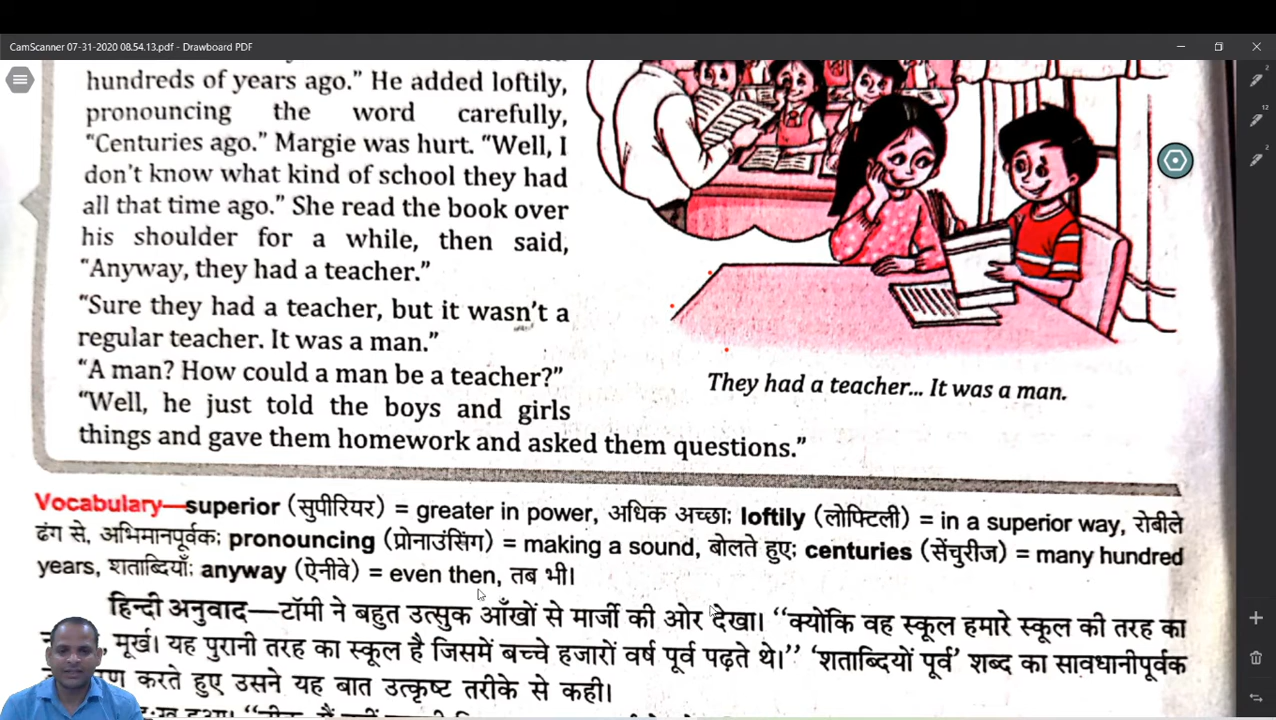 CamScanner 07-31-2020 08.54.13.pdf - Drawboard PDF
hundreds of years ago.” He added loftily,
pronouncing the word carefully,
“Centuries ago.” Margie was hurt. “Well, I
don’t know what kind of school they had
all that time ago.” She read the book over
his shoulder for a while, then said,
“Anyway, they had a teacher.”
“Sure they had a teacher, but it wasn’t a
regular teacher. It was a man.”
“A man? How could a man be a teacher?”
“Well, he just told the boys and girls
things and gave them homework and asked them questions.”
They had a teacher... It was a man.
Vocabulary—superior (सुपीरियर) = greater in power, अधिक अच्छा; loftily (लोफ्टिली) = in a superior way, रोबीले
ढंग से, अभिमानपूर्वक; pronouncing (प्रोनाउंसिंग) = making a sound, बोलते हुए; centuries (सेंचुरीज) = many hundred
years, शताब्दियाँ; anyway (ऐनीवे) = even then, तब भी।
हिन्दी अनुवाद—टॉमी ने बहुत उत्सुक आँखों से मार्जी की ओर देखा। ‘‘क्योंकि वह स्कूल हमारे स्कूल की तरह का
मूर्ख। यह पुरानी तरह का स्कूल है जिसमें बच्चे हजारों वर्ष पूर्व पढ़ते थे।’’ ‘शताब्दियों पूर्व’ शब्द का सावधानीपूर्वक
करते हुए उसने यह बात उत्कृष्ट तरीके से कही।
2
12
2